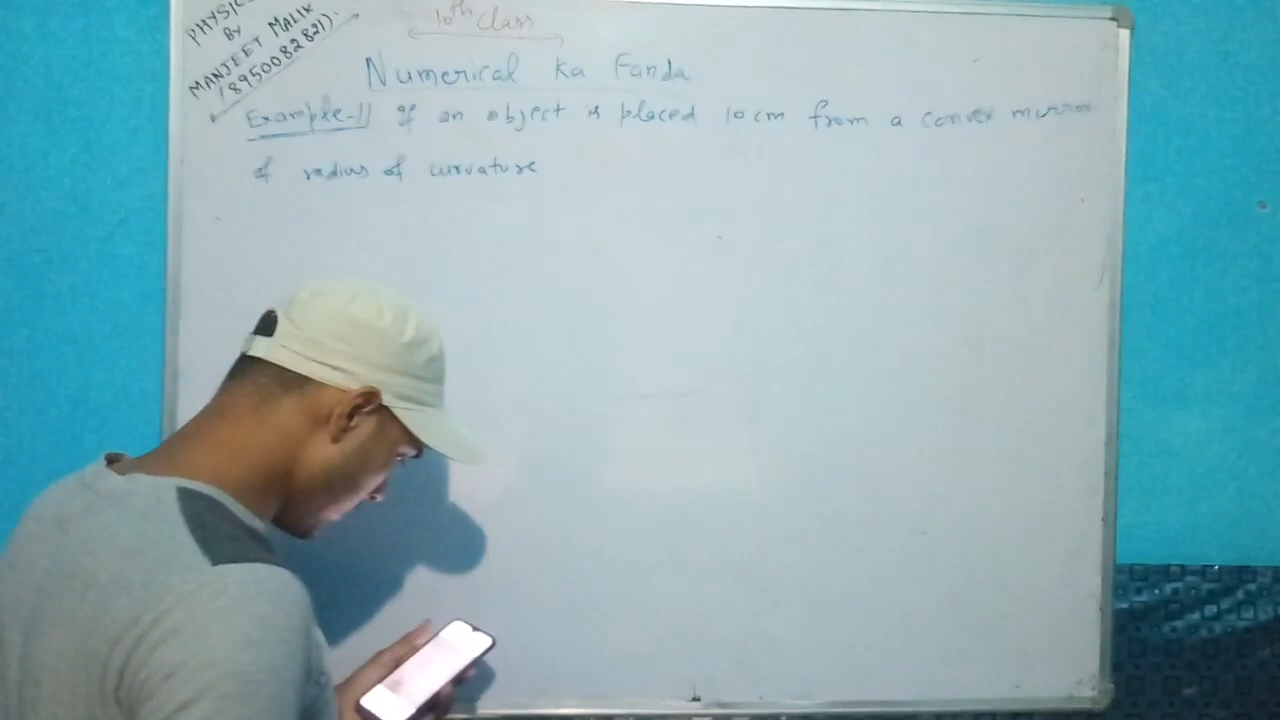 PHYSIC
By
MANJEET MALIK
(8950082821)
10th Class
Numerical Ka Fanda
Example-11 If an object is placed 10 cm from a convex mirror
of radius of curvature